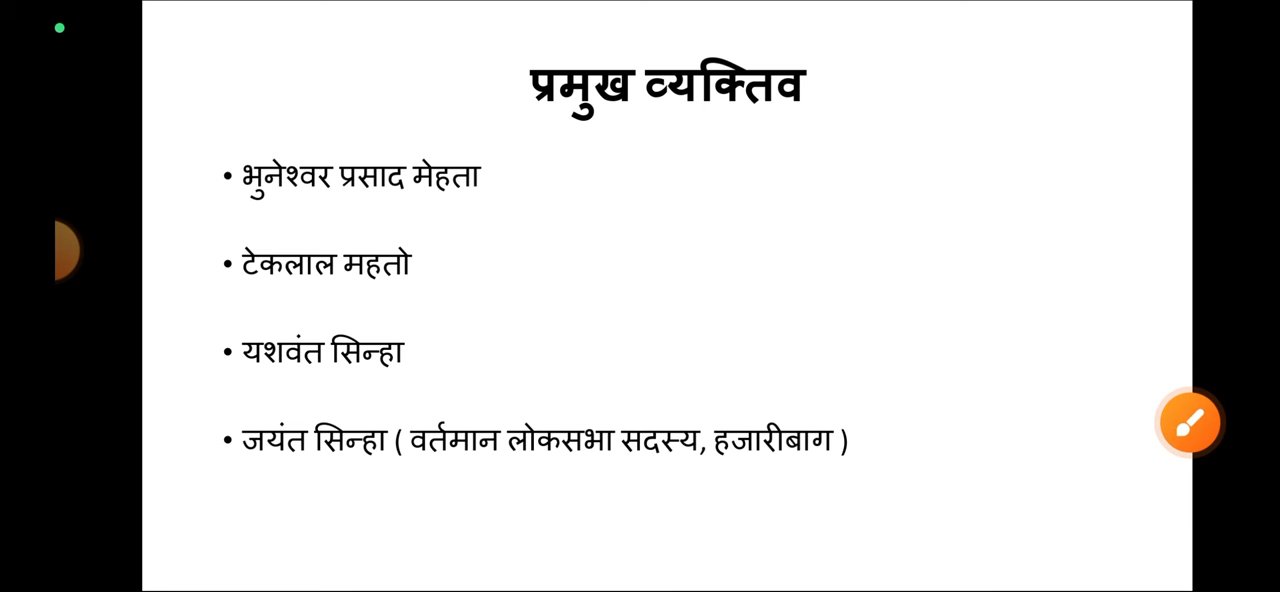 प्रमुख व्यक्तिव
• भुनेश्वर प्रसाद मेहता
• टेकलाल महतो
• यशवंत सिन्हा
• जयंत सिन्हा ( वर्तमान लोकसभा सदस्य, हजारीबाग )